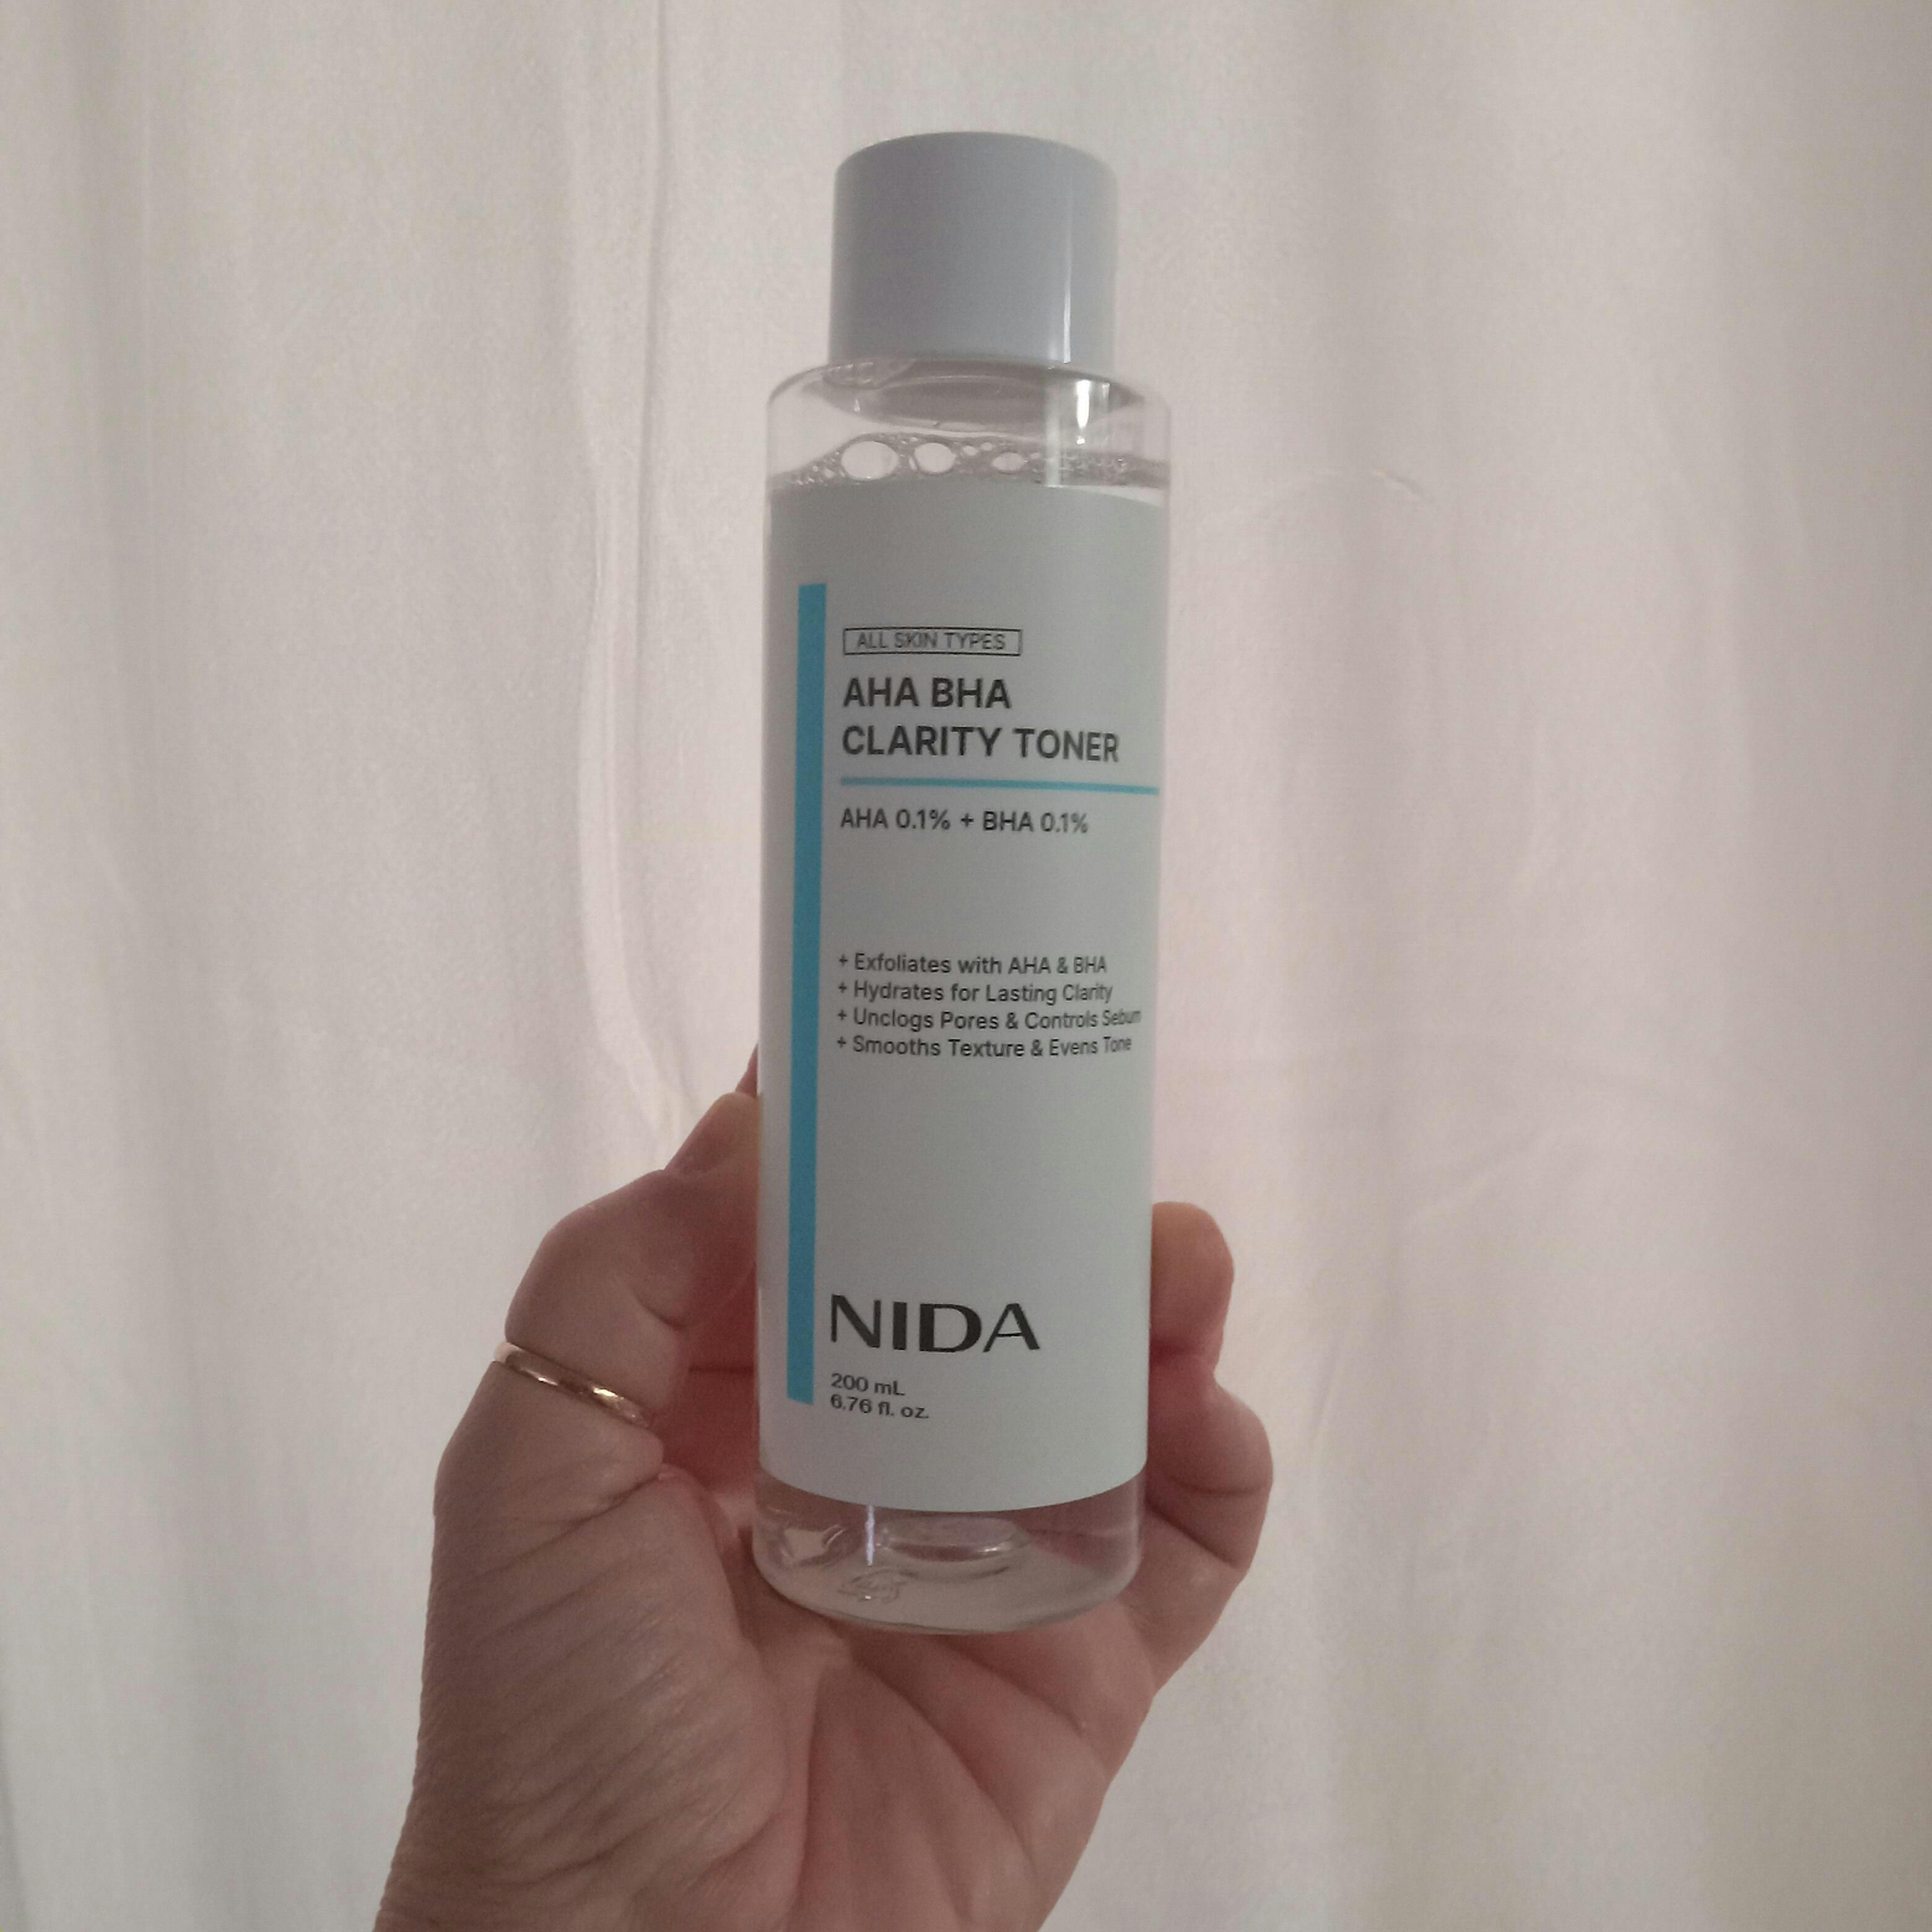 ALL SKIN TYPES
AHA BHA
CLARITY TONER
AHA 0.1% + BHA 0.1%
+ Exfoliates with AHA & BHA
+ Hydrates for Lasting Clarity
+ Unclogs Pores & Controls Sebum
+ Smooths Texture & Evens Tone
NIDA
200 mL
6.76 fl. oz.